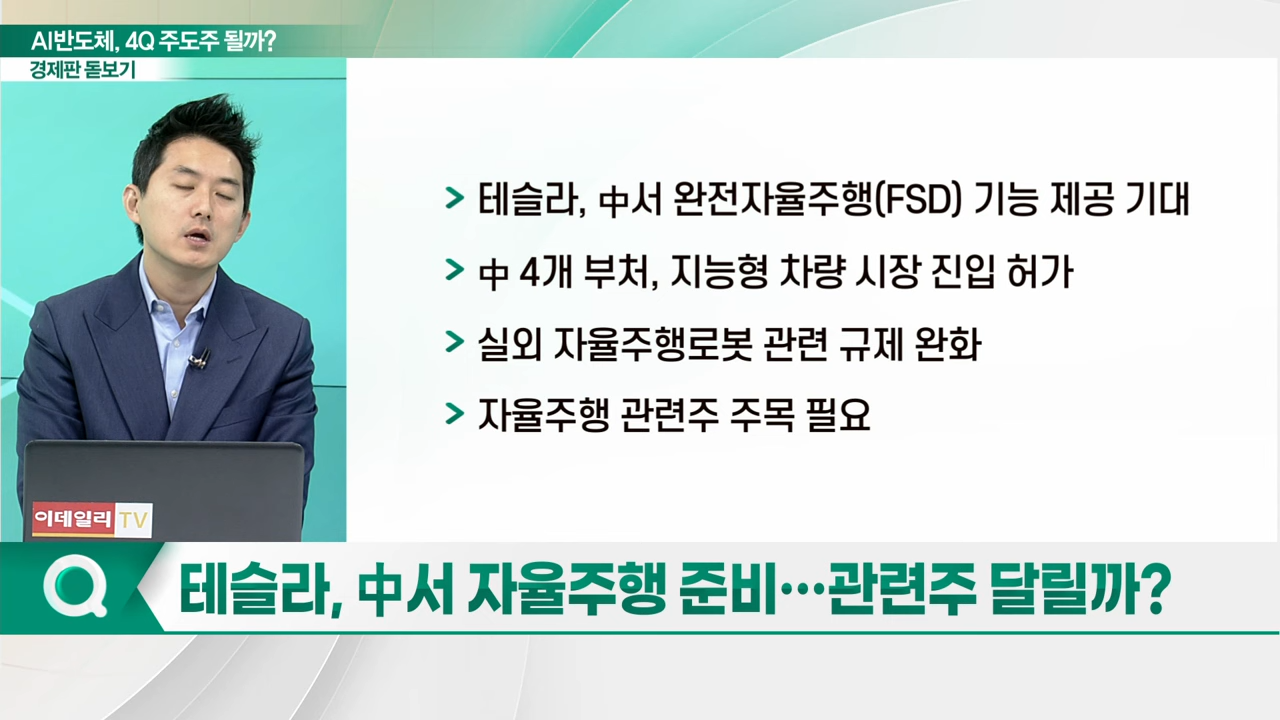 AI반도체, 4Q 주도주 될까?
경제판 돋보기
> 테슬라, 中서 완전자율주행(FSD) 기능 제공 기대
> 中 4개 부처, 지능형 차량 시장 진입 허가
> 실외 자율주행로봇 관련 규제 완화
> 자율주행 관련주 주목 필요
이데일리 TV
Q 테슬라, 中서 자율주행 준비…관련주 달릴까?